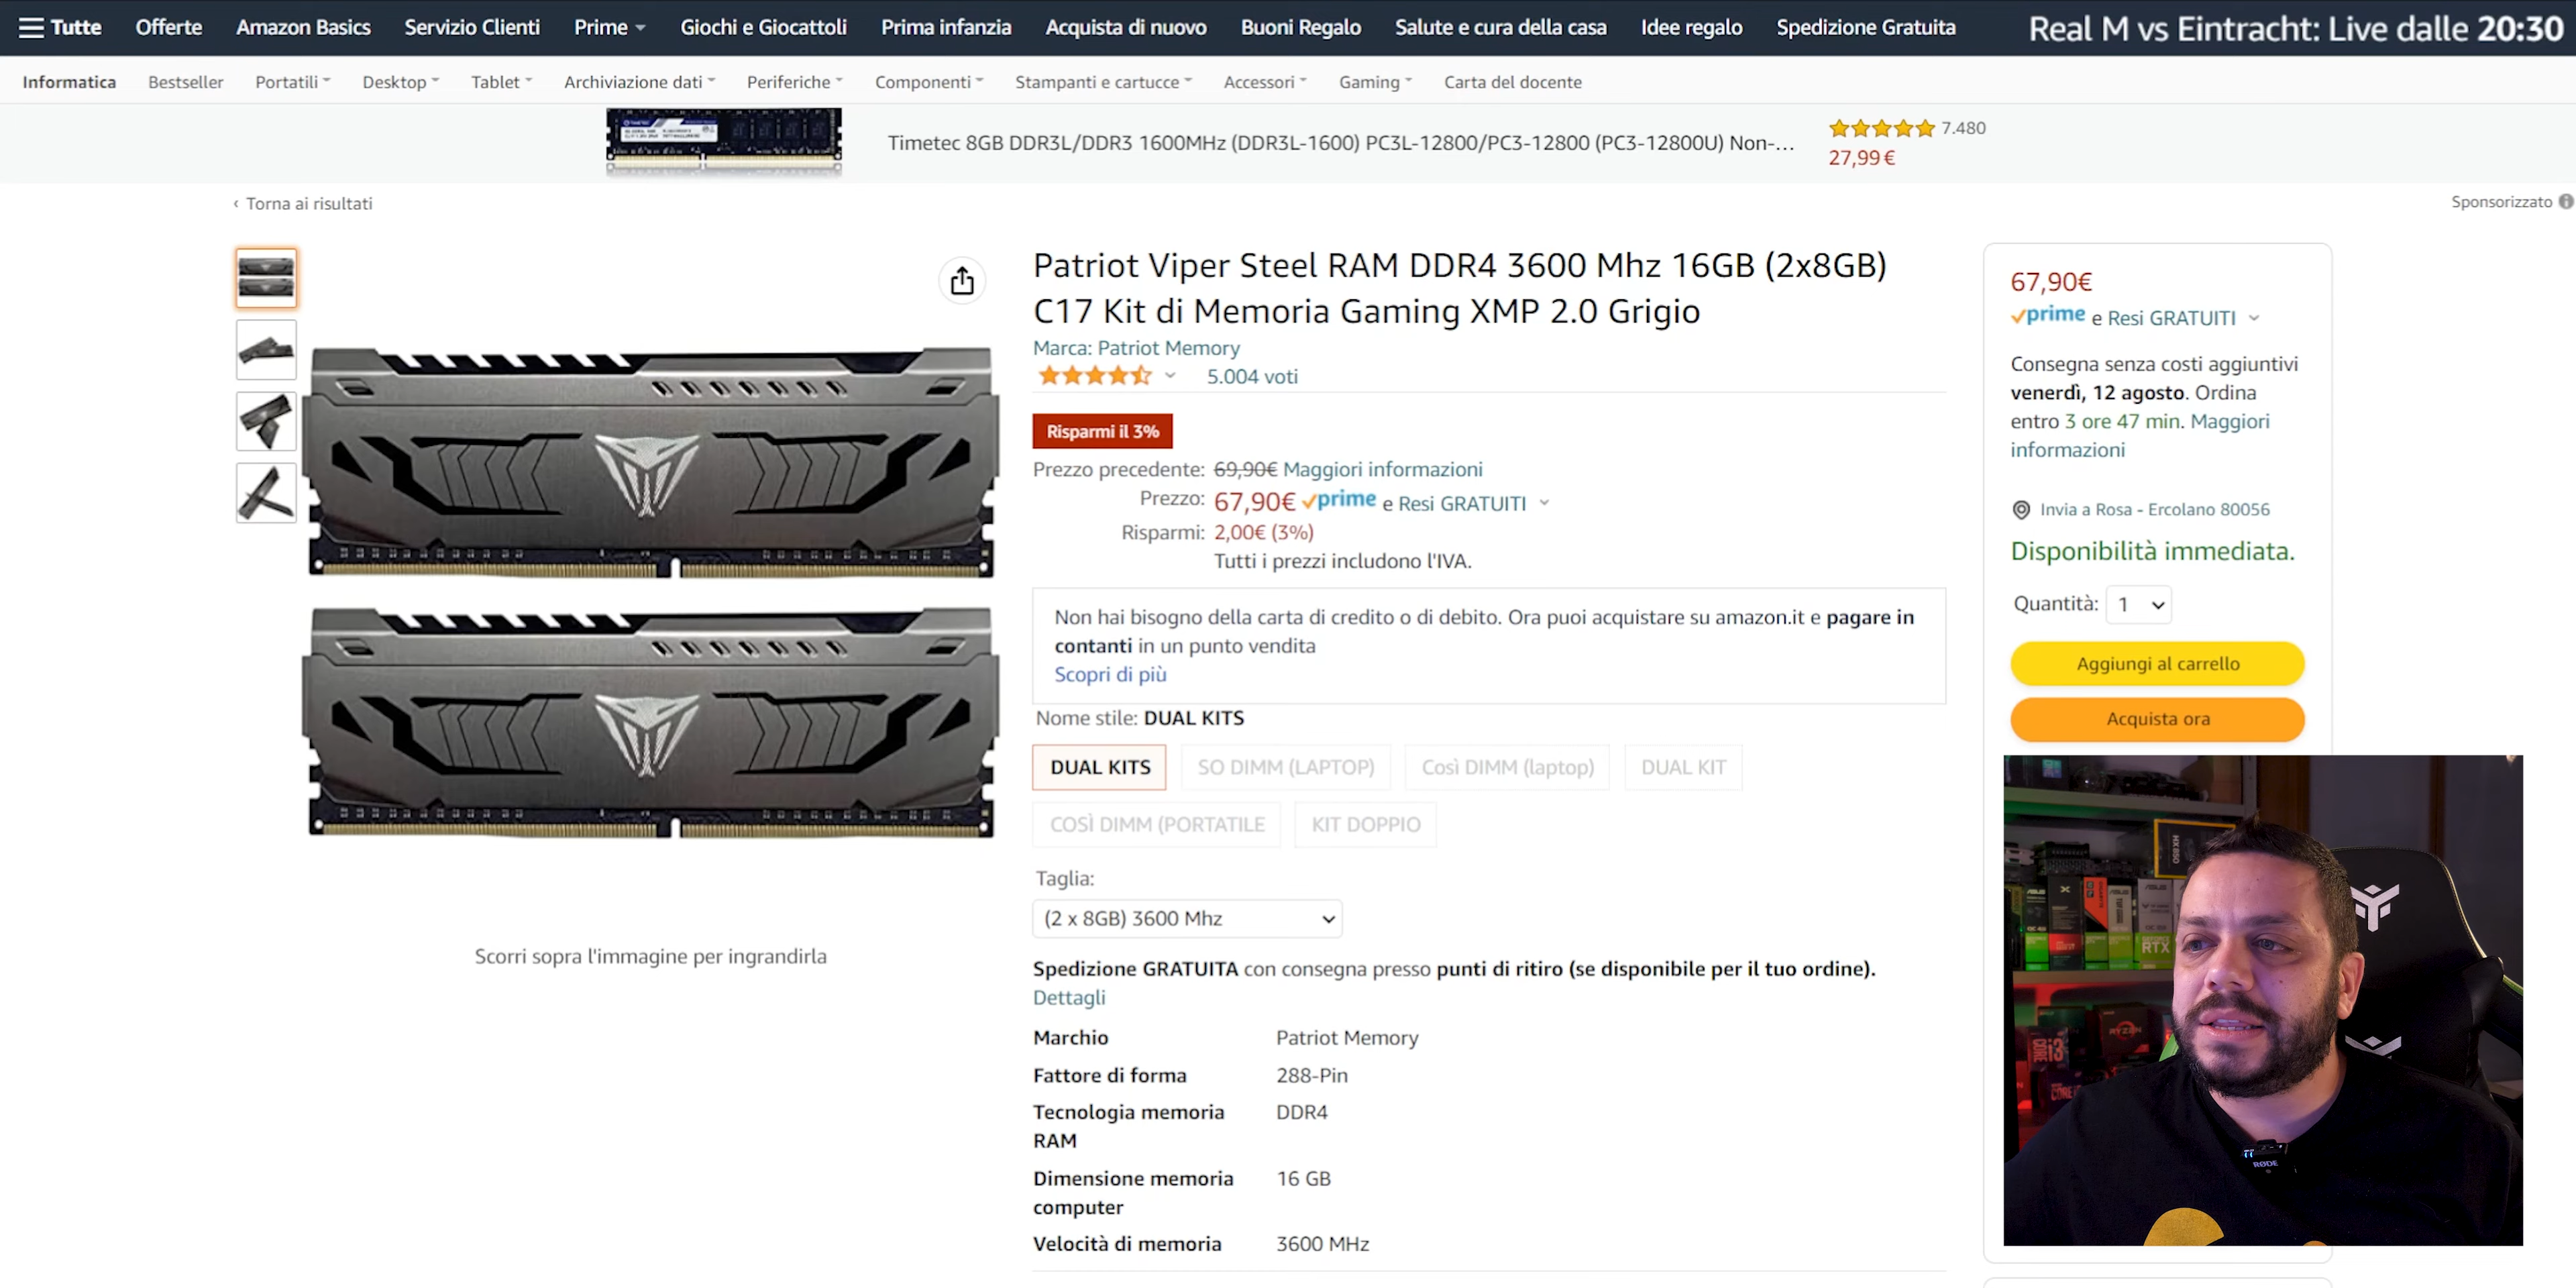 Tutte Offerte Amazon Basics Servizio Clienti Prime Giochi e Giocattoli Prima infanzia Acquista di nuovo Buoni Regalo Salute e cura della casa Idee regalo Spedizione Gratuita Real M vs Eintracht: Live dalle 20:30
Informatica Bestseller Portatili Desktop Tablet Archiviazione dati Periferiche Componenti Stampanti e cartucce Accessori Gaming Carta del docente
Timetec 8GB DDR3L/DDR3 1600MHz (DDR3L-1600) PC3L-12800/PC3-12800 (PC3-12800U) Non-...
7.480
27,99 €
‹ Torna ai risultati
Sponsorizzato
Patriot Viper Steel RAM DDR4 3600 Mhz 16GB (2x8GB)
C17 Kit di Memoria Gaming XMP 2.0 Grigio
Marca: Patriot Memory
5.004 voti
Risparmi il 3%
Prezzo precedente: 69,90€ Maggiori informazioni
Prezzo: 67,90€ prime e Resi GRATUITI
Risparmi: 2,00€ (3%)
Tutti i prezzi includono l'IVA.
Non hai bisogno della carta di credito o di debito. Ora puoi acquistare su amazon.it e pagare in
contanti in un punto vendita
Scopri di più
Nome stile: DUAL KITS
DUAL KITS SO DIMM (LAPTOP) Così DIMM (laptop) DUAL KIT
COSÌ DIMM (PORTATILE KIT DOPPIO
Taglia:
(2 x 8GB) 3600 Mhz
Scorri sopra l'immagine per ingrandirla
Spedizione GRATUITA con consegna presso punti di ritiro (se disponibile per il tuo ordine).
Dettagli
Marchio Patriot Memory
Fattore di forma 288-Pin
Tecnologia memoria DDR4
RAM
Dimensione memoria 16 GB
computer
Velocità di memoria 3600 MHz
67,90€
prime e Resi GRATUITI
Consegna senza costi aggiuntivi
venerdì, 12 agosto. Ordina
entro 3 ore 47 min. Maggiori
informazioni
Invia a Rosa - Ercolano 80056
Disponibilità immediata.
Quantità: 1
Aggiungi al carrello
Acquista ora
RTX
RYZEN
CORE i3
RØDE